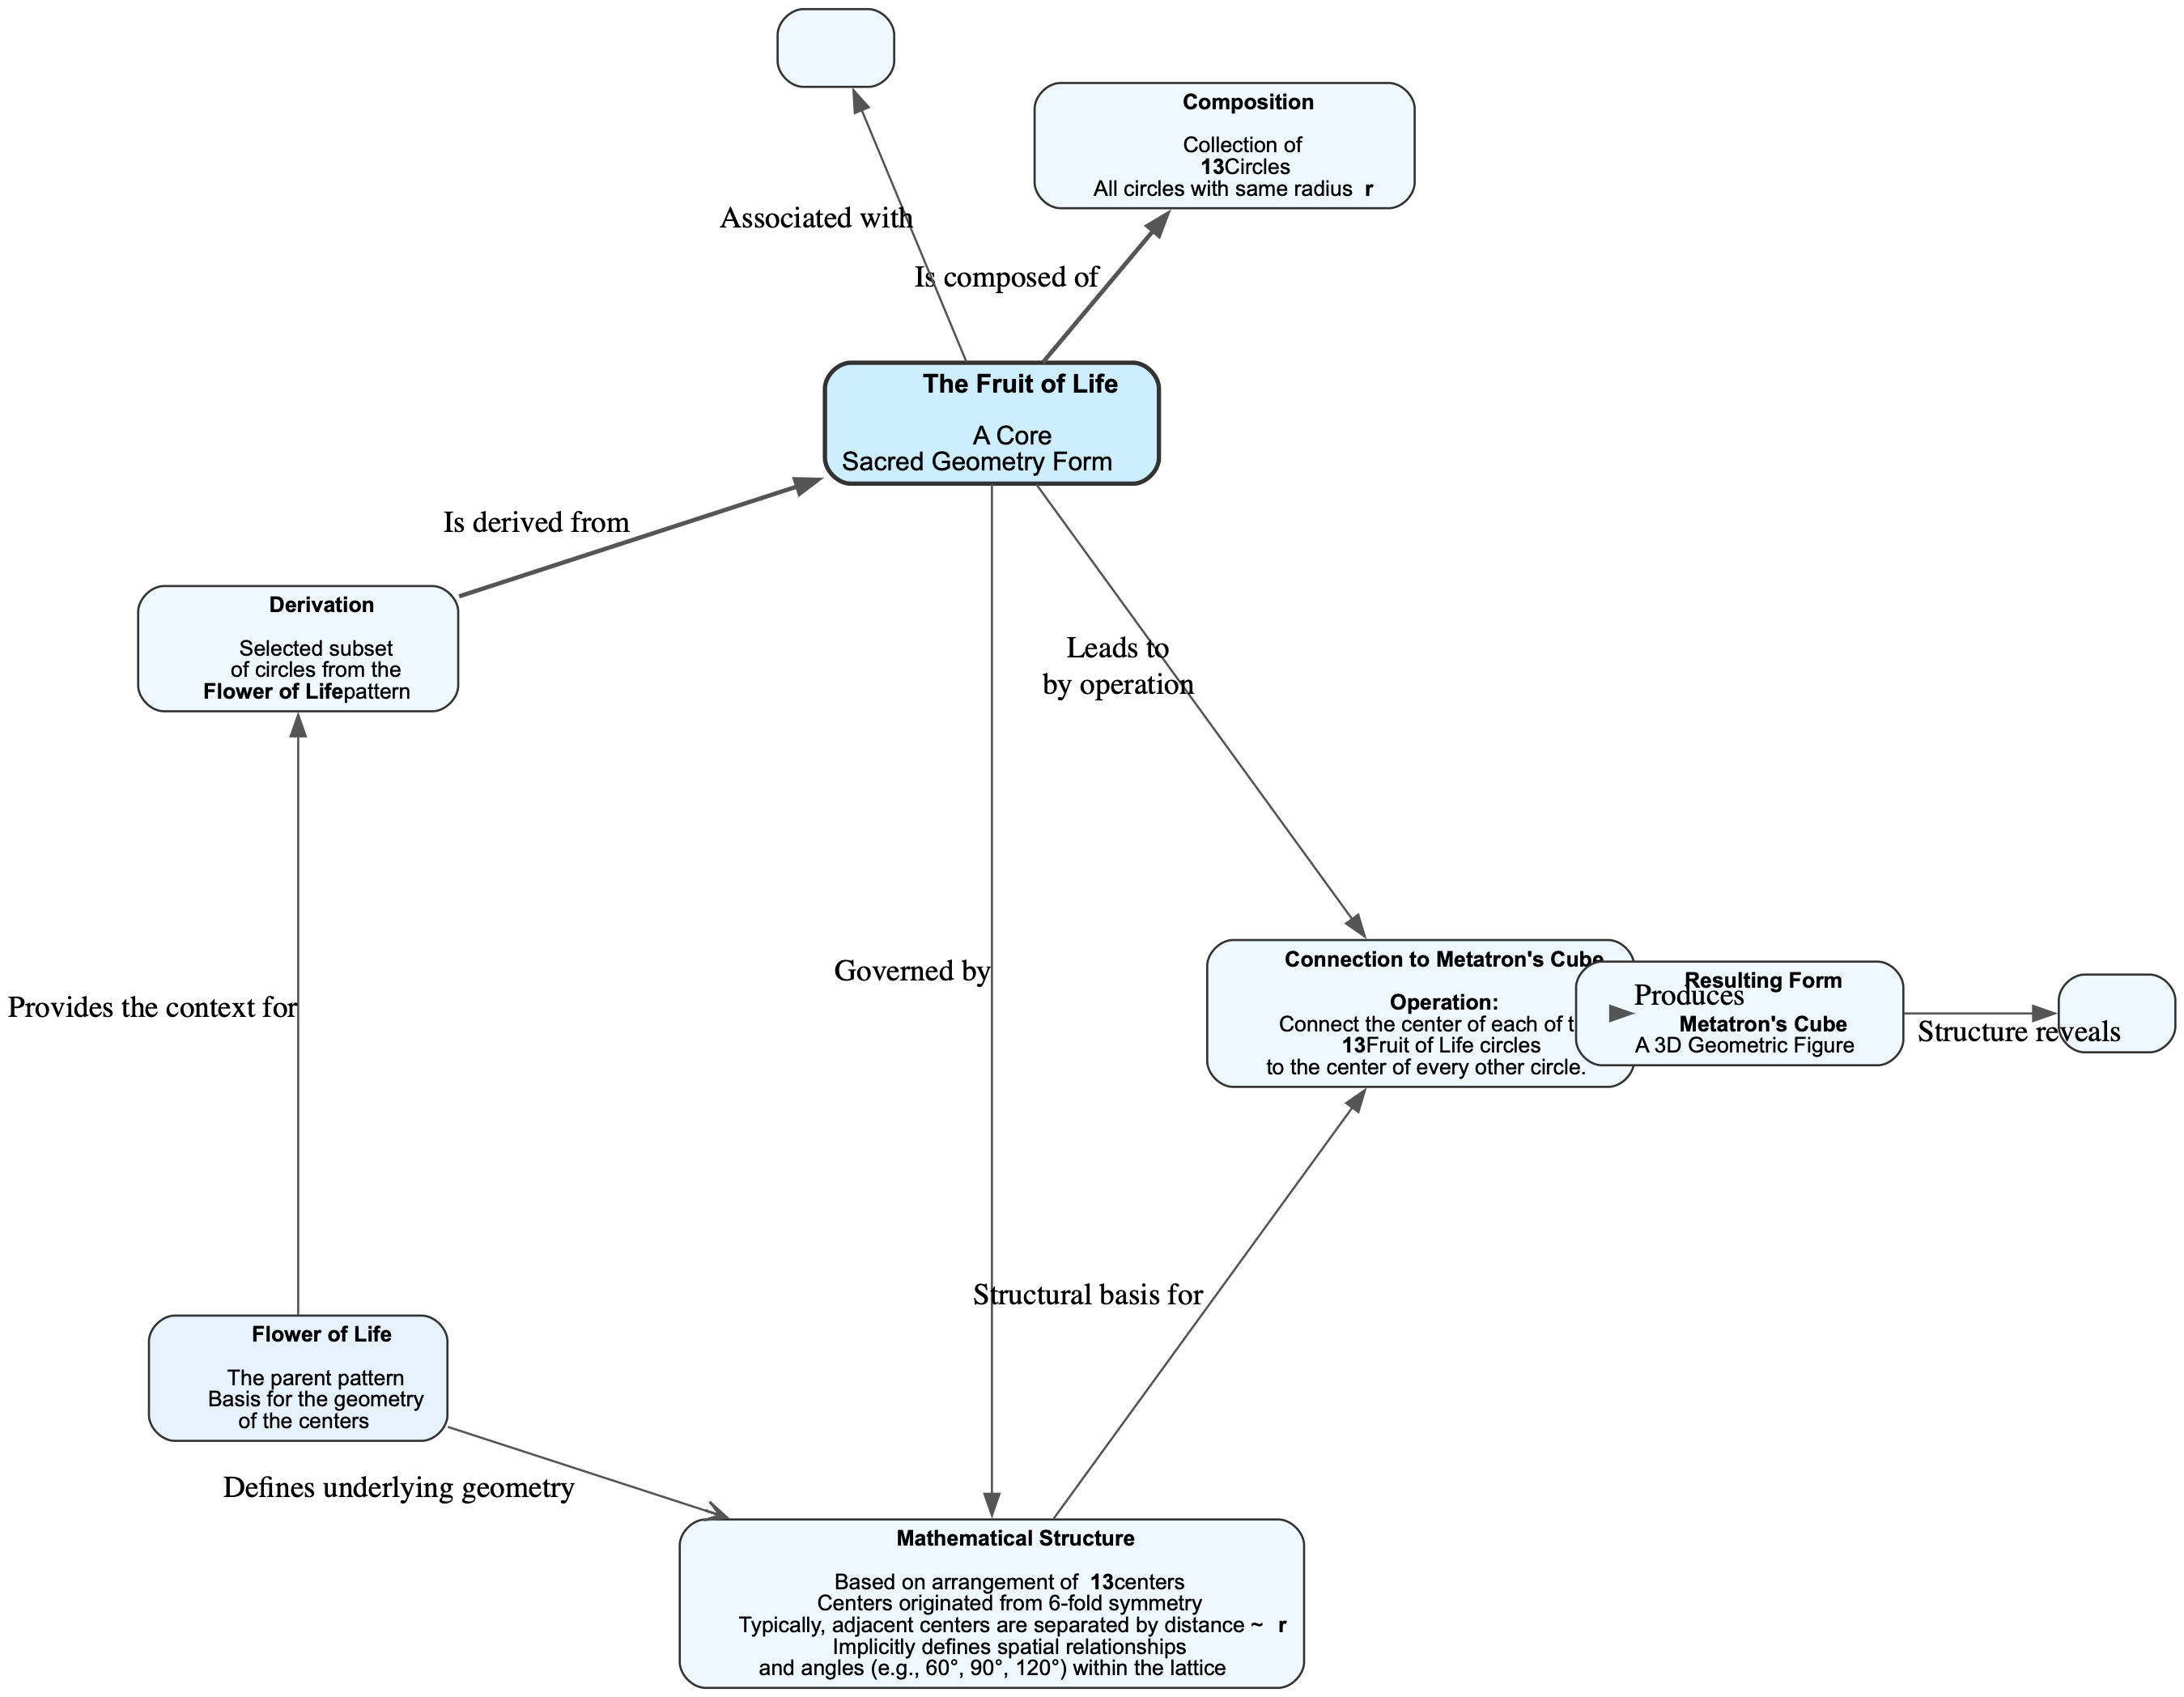 Composition
Collection of
13Circles
All circles with same radius r
Associated with
Is composed of
The Fruit of Life
A Core
Sacred Geometry Form
Is derived from
Derivation
Selected subset
of circles from the
Flower of Lifepattern
Leads to
by operation
Governed by
Provides the context for
Connection to Metatron's Cube
Operation:
Connect the center of each of t
13Fruit of Life circles
to the center of every other circle.
Produces
Resulting Form
Metatron's Cube
A 3D Geometric Figure
Structure reveals
Structural basis for
Flower of Life
The parent pattern
Basis for the geometry
of the centers
Defines underlying geometry
Mathematical Structure
Based on arrangement of 13centers
Centers originated from 6-fold symmetry
Typically, adjacent centers are separated by distance ~ r
Implicitly defines spatial relationships
and angles (e.g., 60°, 90°, 120°) within the lattice